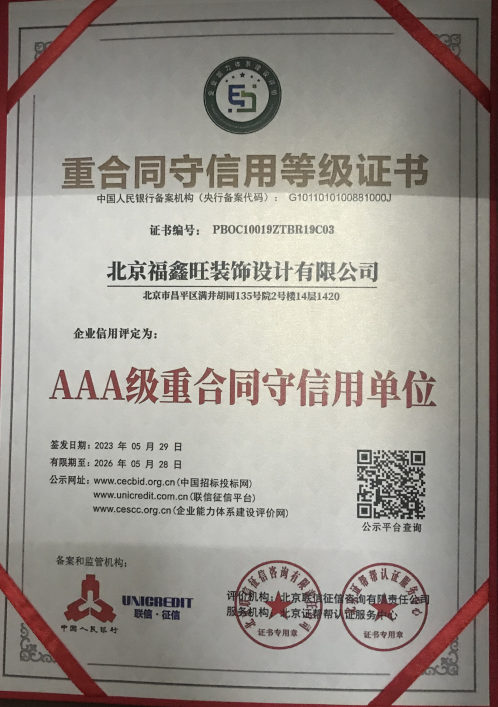 企业能力体系建设评价
重合同守信用等级证书
中国人民银行备案机构（央行备案代码）： G1011010100881000J
证书编号： PBOC10019ZTBR19C03
北京福鑫旺装饰设计有限公司
北京市昌平区满井胡同135号院2号楼14层1420
企业信用评定为：
AAA级重合同守信用单位
签发日期：2023 年 05 月 29 日
有限期至：2026 年 05 月 28 日
公示网址：www.cecbid.org.cn(中国招标投标网)
www.unicredit.com.cn(联信征信平台)
www.cescc.org.cn(企业能力体系建设评价网)
公示平台查询
备案和监管机构：
中国人民银行
UNICREDIT
联信·征信
评价机构：北京联信征信咨询有限责任公司
服务机构：北京证帮帮认证服务中心
证书专用章
证书专用章